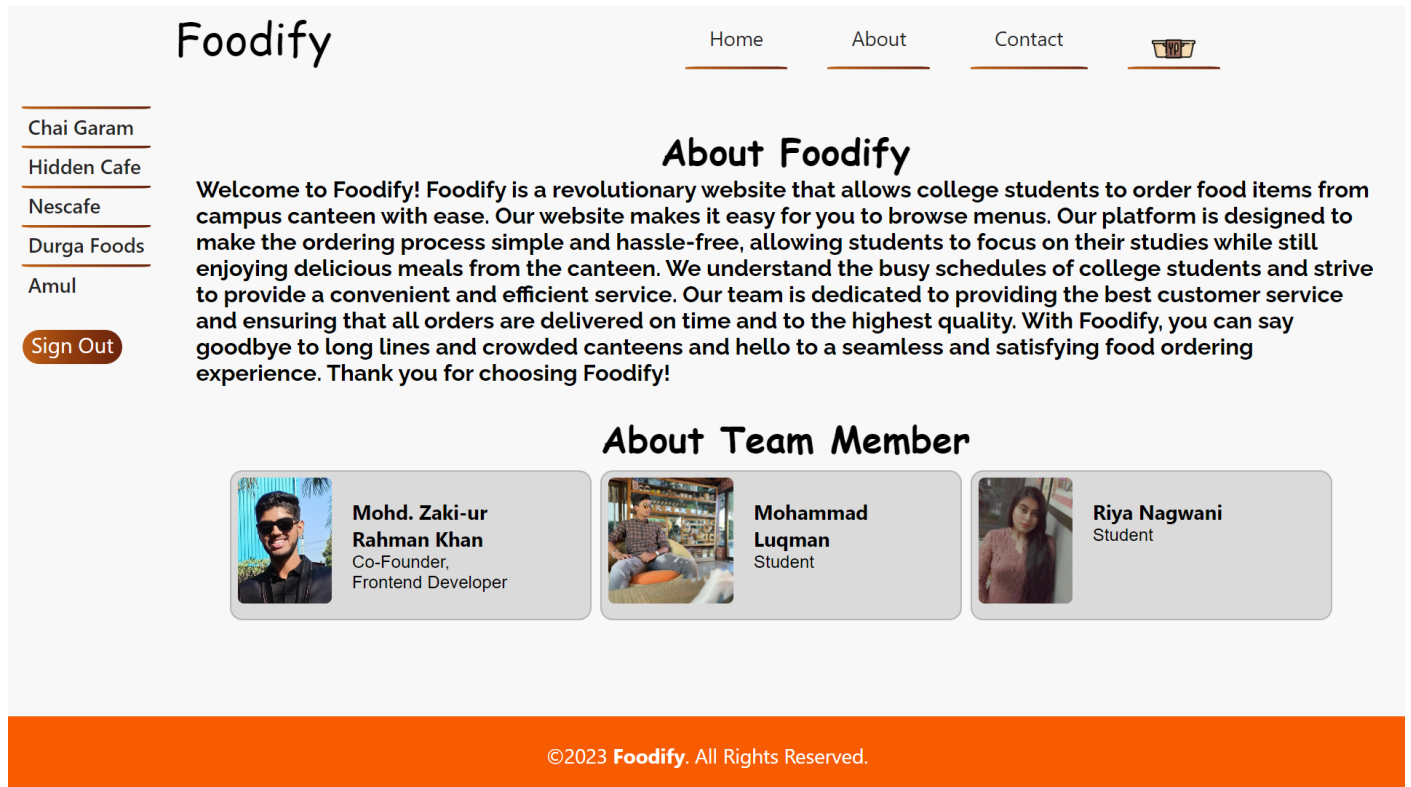 Foodify
Home
About
Contact
YP
Chai Garam
Hidden Cafe
Nescafe
Durga Foods
Amul
Sign Out
About Foodify
Welcome to Foodify! Foodify is a revolutionary website that allows college students to order food items from
campus canteen with ease. Our website makes it easy for you to browse menus. Our platform is designed to
make the ordering process simple and hassle-free, allowing students to focus on their studies while still
enjoying delicious meals from the canteen. We understand the busy schedules of college students and strive
to provide a convenient and efficient service. Our team is dedicated to providing the best customer service
and ensuring that all orders are delivered on time and to the highest quality. With Foodify, you can say
goodbye to long lines and crowded canteens and hello to a seamless and satisfying food ordering
experience. Thank you for choosing Foodify!
About Team Member
Mohd. Zaki-ur
Rahman Khan
Co-Founder,
Frontend Developer
Mohammad
Luqman
Student
Riya Nagwani
Student
©2023 Foodify. All Rights Reserved.